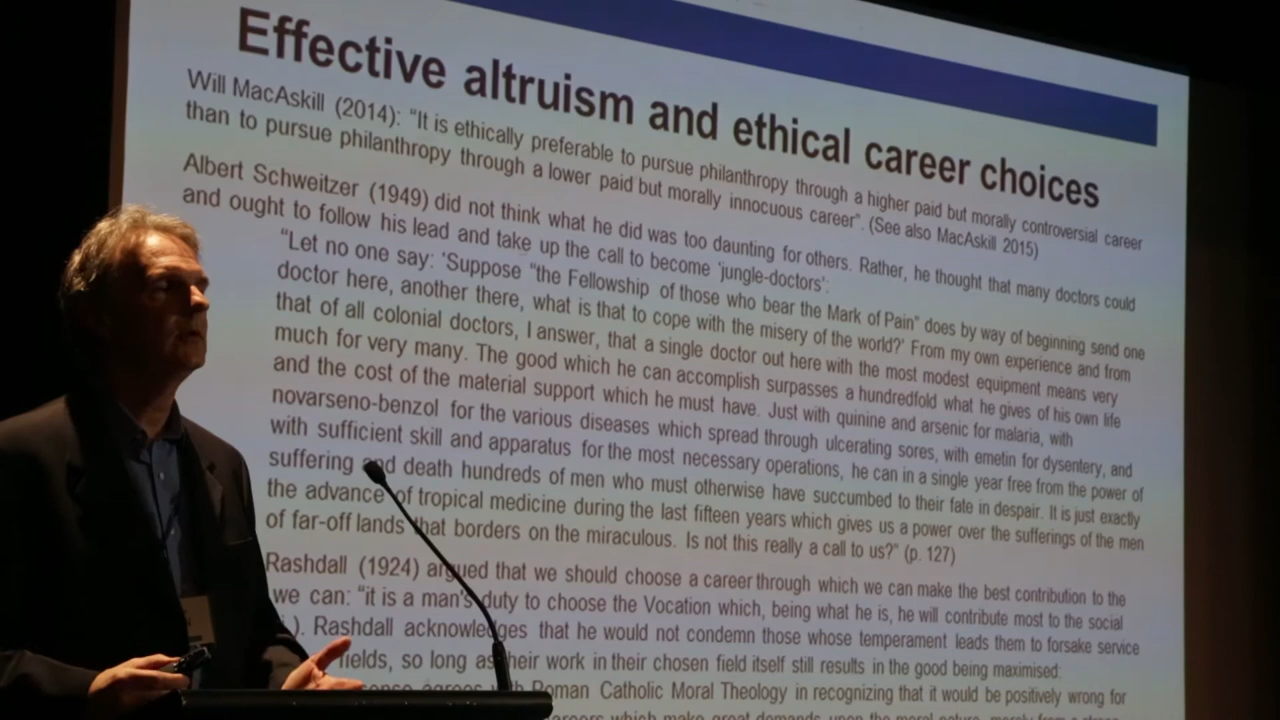 Effective altruism and ethical career choices
Will MacAskill (2014): “It is ethically preferable to pursue philanthropy through a higher paid but morally controversial career
than to pursue philanthropy through a lower paid but morally innocuous career”. (See also MacAskill 2015)
Albert Schweitzer (1949) did not think what he did was too daunting for others. Rather, he thought that many doctors could
and ought to follow his lead and take up the call to become ‘jungle-doctors’:
“Let no one say: ‘Suppose “the Fellowship of those who bear the Mark of Pain” does by way of beginning send one
doctor here, another there, what is that to cope with the misery of the world?’ From my own experience and from
that of all colonial doctors, I answer, that a single doctor out here with the most modest equipment means very
much for very many. The good which he can accomplish surpasses a hundredfold what he gives of his own life
and the cost of the material support which he must have. Just with quinine and arsenic for malaria, with
novarseno-benzol for the various diseases which spread through ulcerating sores, with emetin for dysentery, and
with sufficient skill and apparatus for the most necessary operations, he can in a single year free from the power of
suffering and death hundreds of men who must otherwise have succumbed to their fate in despair. It is just exactly
the advance of tropical medicine during the last fifteen years which gives us a power over the sufferings of the men
of far-off lands that borders on the miraculous. Is not this really a call to us?” (p. 127)
Rashdall (1924) argued that we should choose a career through which we can make the best contribution to the
we can: “it is a man's duty to choose the Vocation which, being what he is, he will contribute most to the social
). Rashdall acknowledges that he would not condemn those whose temperament leads them to forsake service
fields, so long as their work in their chosen field itself still results in the good being maximised:
agrees with Roman Catholic Moral Theology in recognizing that it would be positively wrong for
careers which make great demands upon the moral nature, merely from a